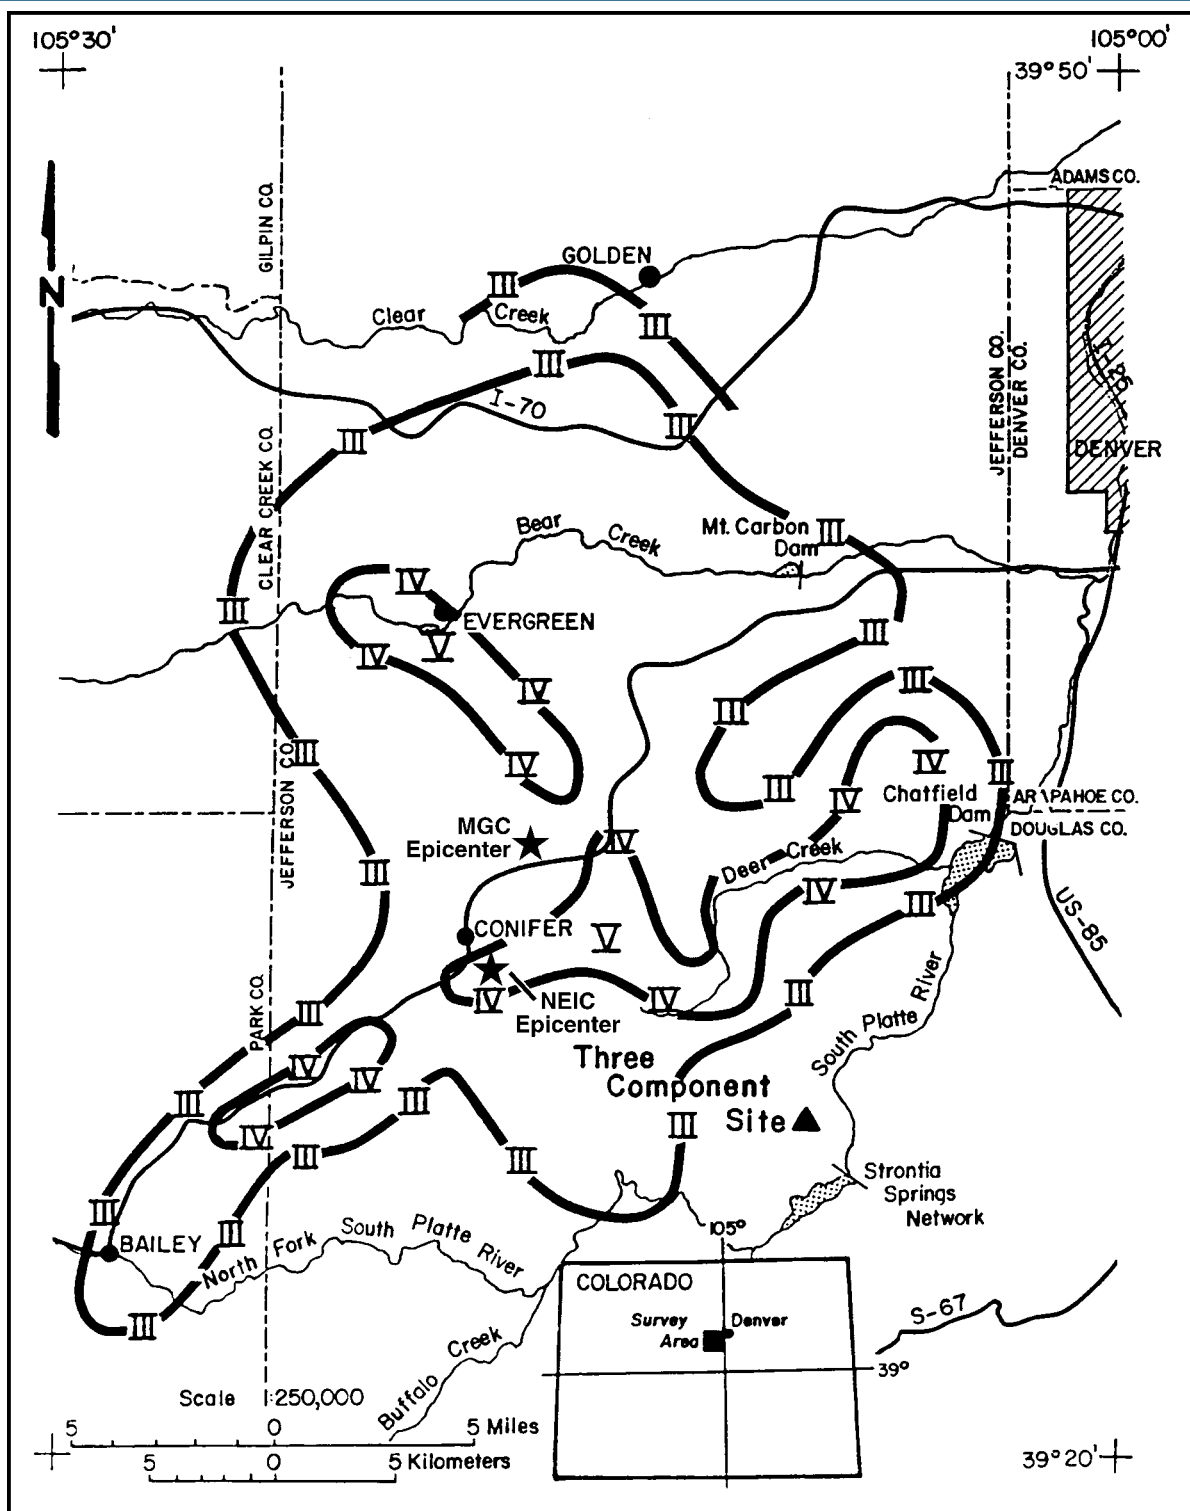 105°30'
105°00'
39°50'
ADAMS CO.
GILPIN CO.
GOLDEN
III
N
Clear
Creek
III
III
I-70
I-25
JEFFERSON CO.
DENVER CO.
III
III
DENVER
CLEAR CREEK CO.
Bear
Creek
Mt. Carbon
Dam
III
IV
III
EVERGREEN
III
V
IV
III
IV
III
III
JEFFERSON CO.
IV
IV
III
III
IV
Chatfield
Dam
ARAPAHOE CO.
DOUGLAS CO.
MGC
Epicenter
IV
Deer Creek
III
IV
III
US-85
CONIFER
V
NEIC
Epicenter
IV
IV
III
South Platte River
PARK CO.
III
Three
Component
Site
IV
IV
III
III
IV
III
III
III
Strontia
Springs
Network
III
III
BAILEY
North Fork South Platte River
105°
III
COLORADO
Survey
Area
Denver
S-67
39°
Buffalo Creek
Scale 1:250,000
5 0 5 Miles
5 0 5 Kilometers
39°20'